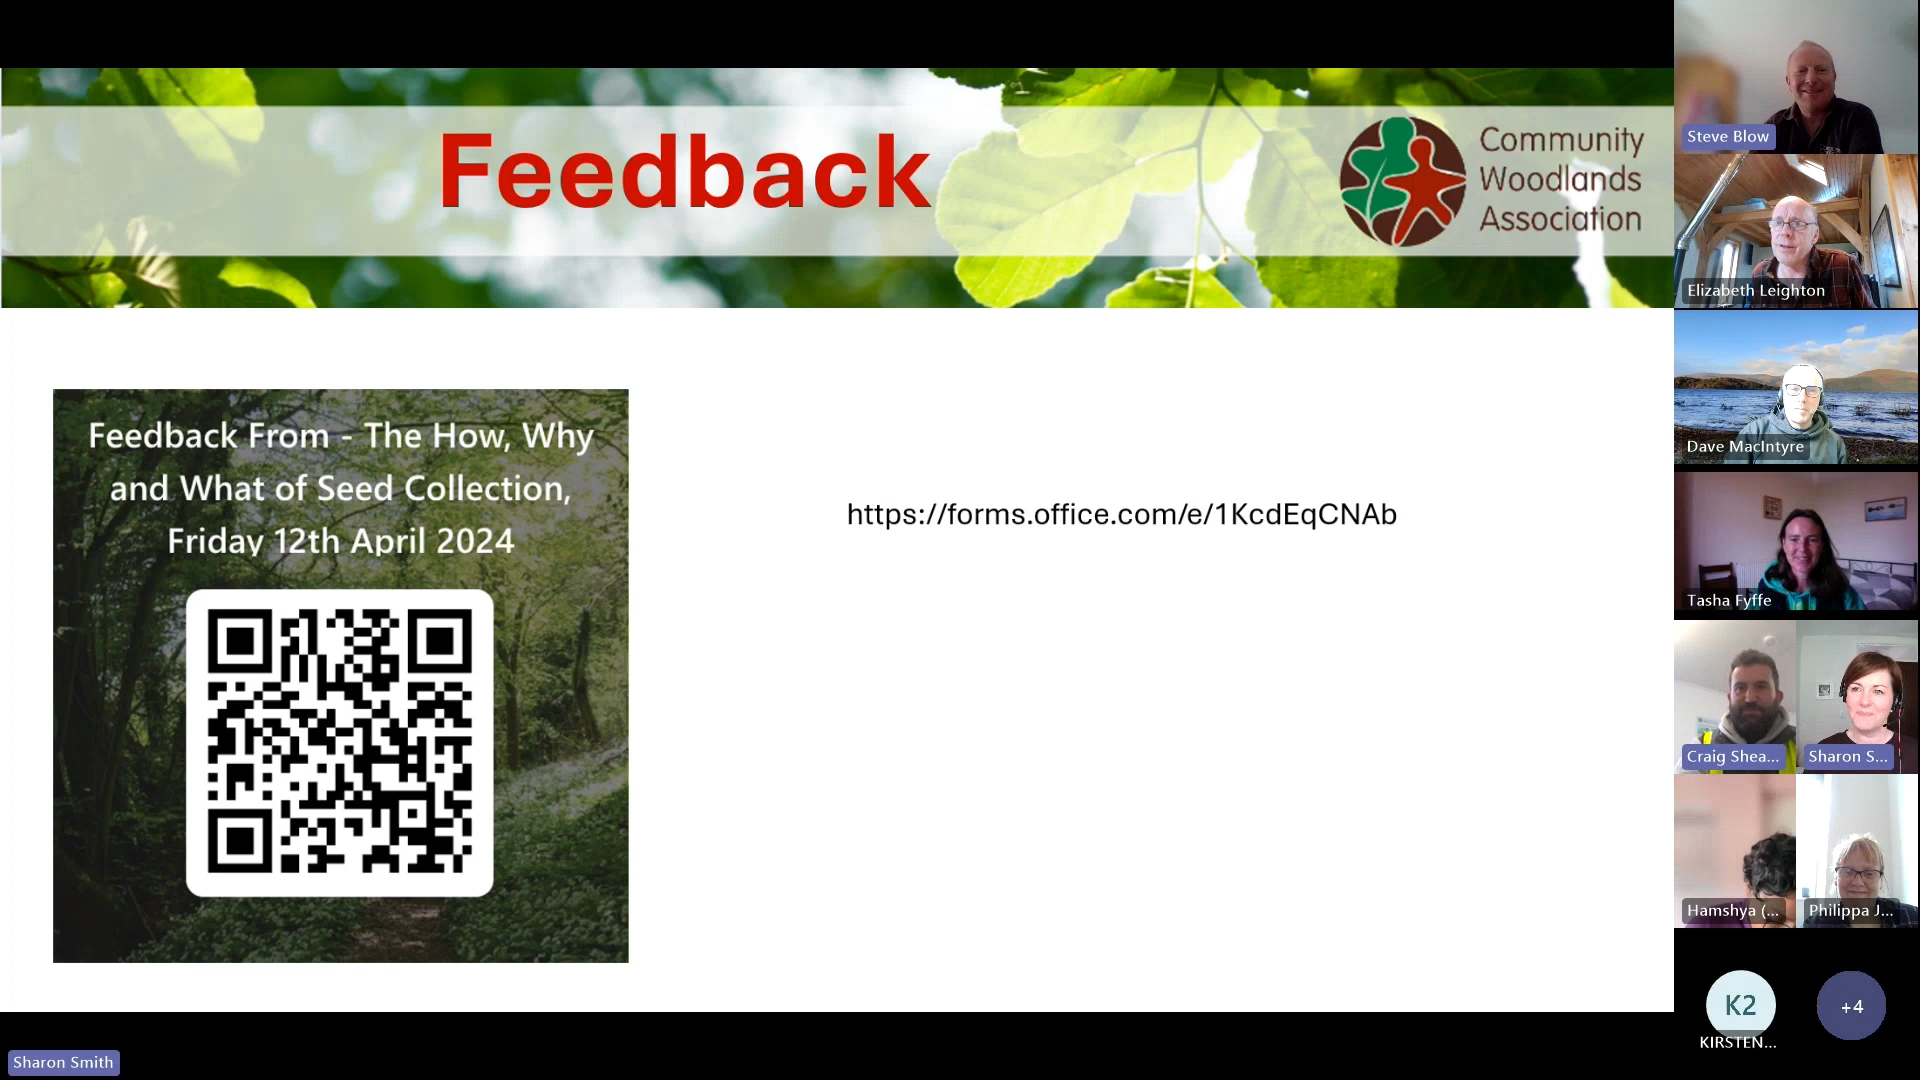 Feedback
Community
Woodlands
Association
Feedback From - The How, Why
and What of Seed Collection,
Friday 12th April 2024
https://forms.office.com/e/1KcdEqCNAb
Steve Blow
Elizabeth Leighton
Dave MacIntyre
Tasha Fyffe
Craig Shea...
Sharon S...
Hamshya (...
Philippa J...
K2
KIRSTEN...
+4
Sharon Smith